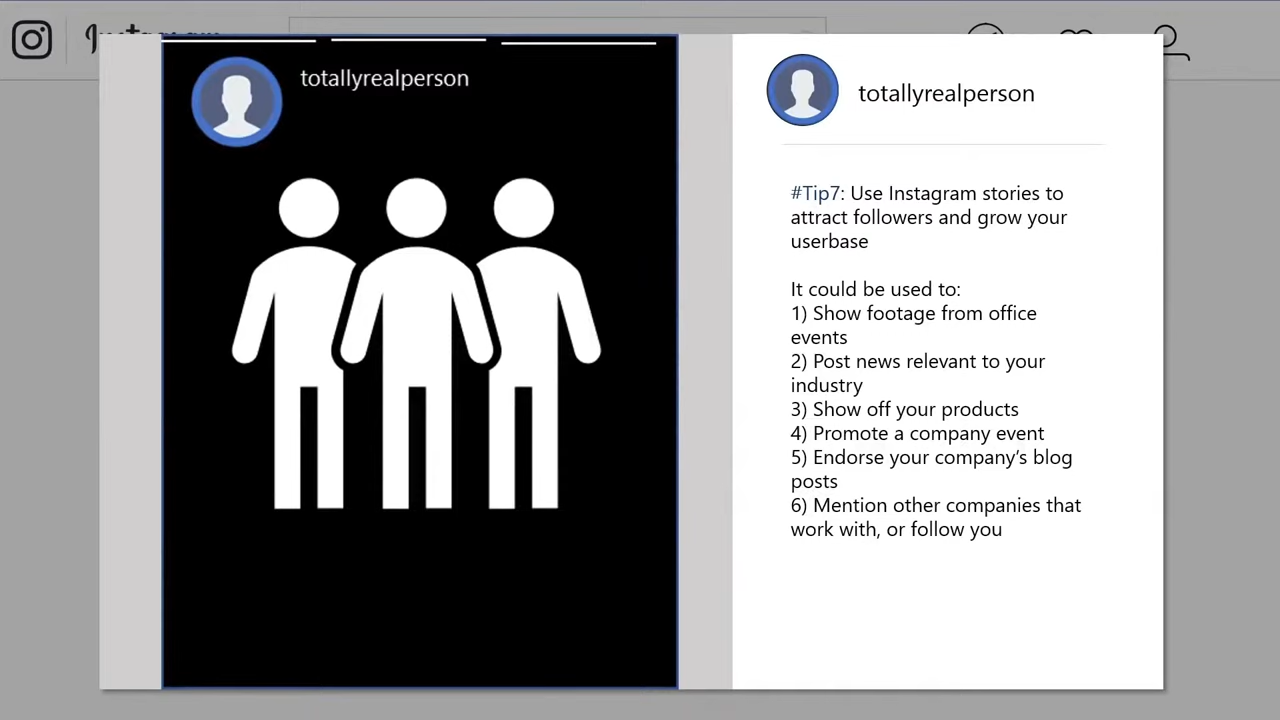 Instagram
totallyrealperson
totallyrealperson
#Tip7: Use Instagram stories to
attract followers and grow your
userbase
It could be used to:
1) Show footage from office
events
2) Post news relevant to your
industry
3) Show off your products
4) Promote a company event
5) Endorse your company’s blog
posts
6) Mention other companies that
work with, or follow you